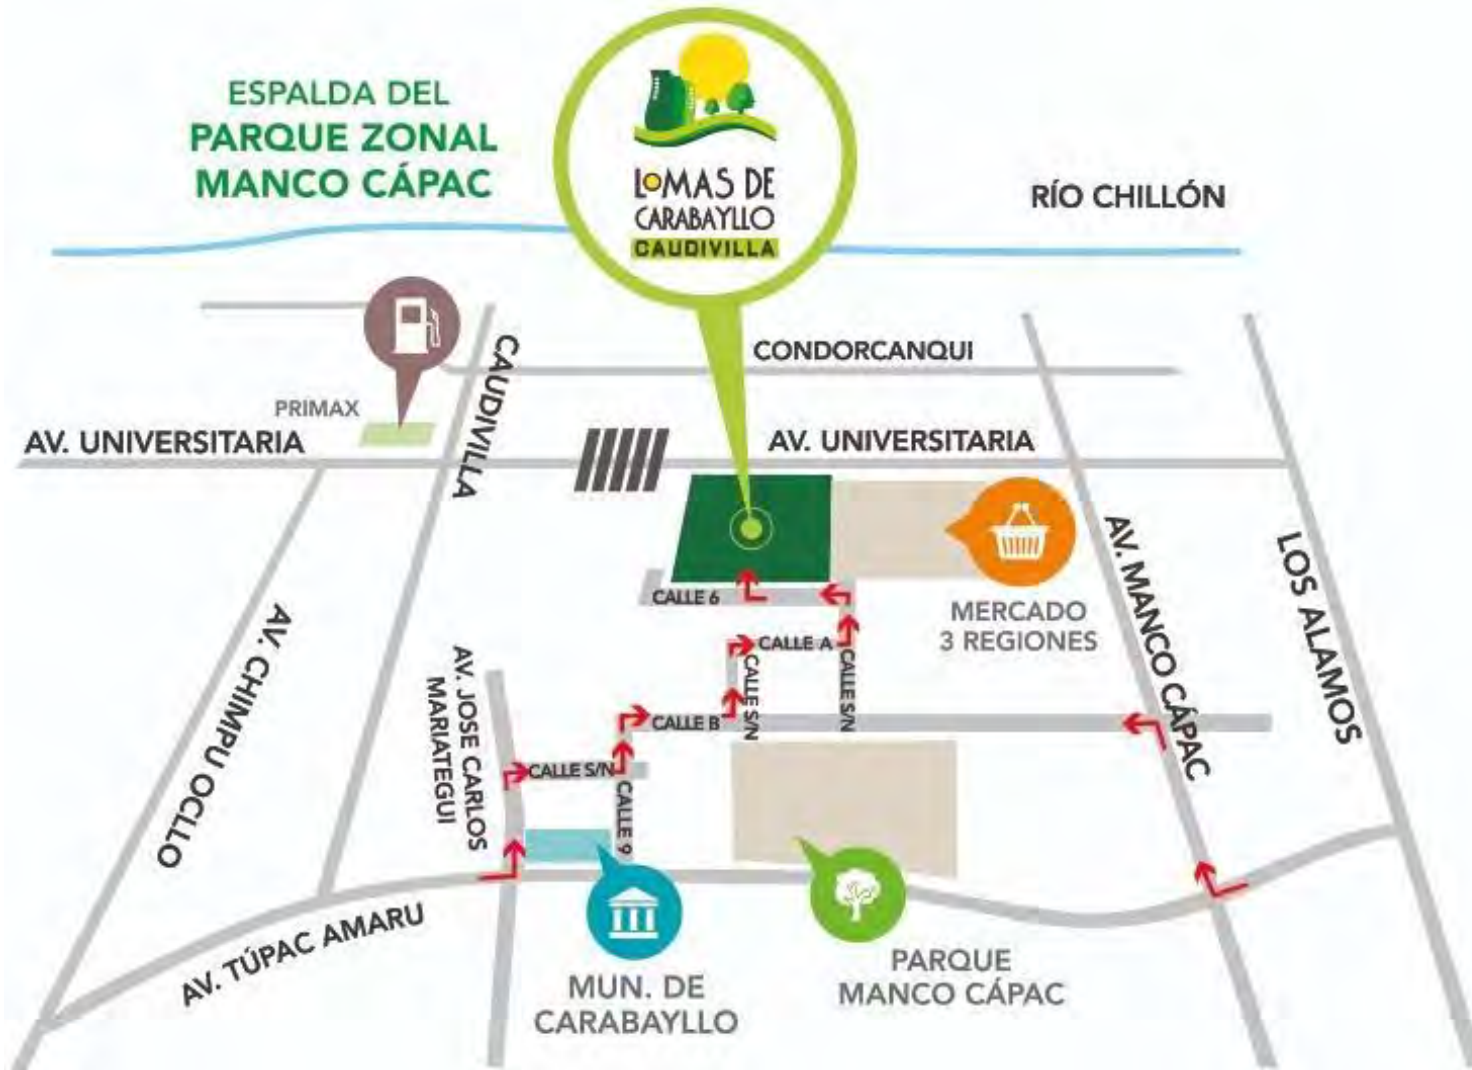 ESPALDA DEL
PARQUE ZONAL
MANCO CÁPAC
LOMAS DE
CARABAYLLO
CAUDIVILLA
RÍO CHILLÓN
CAUDIVILLA
CONDORCANQUI
PRIMAX
AV. UNIVERSITARIA
AV. UNIVERSITARIA
MERCADO
3 REGIONES
AV. MANCO CÁPAC
LOS ALAMOS
CALLE 6
CALLE A
CALLE S/N
CALLE S/N
CALLE B
AV. CHIMPU OCLLO
AV. JOSE CARLOS
MARIATEGUI
CALLE S/N
CALLE 9
AV. TÚPAC AMARU
MUN. DE
CARABAYLLO
PARQUE
MANCO CÁPAC